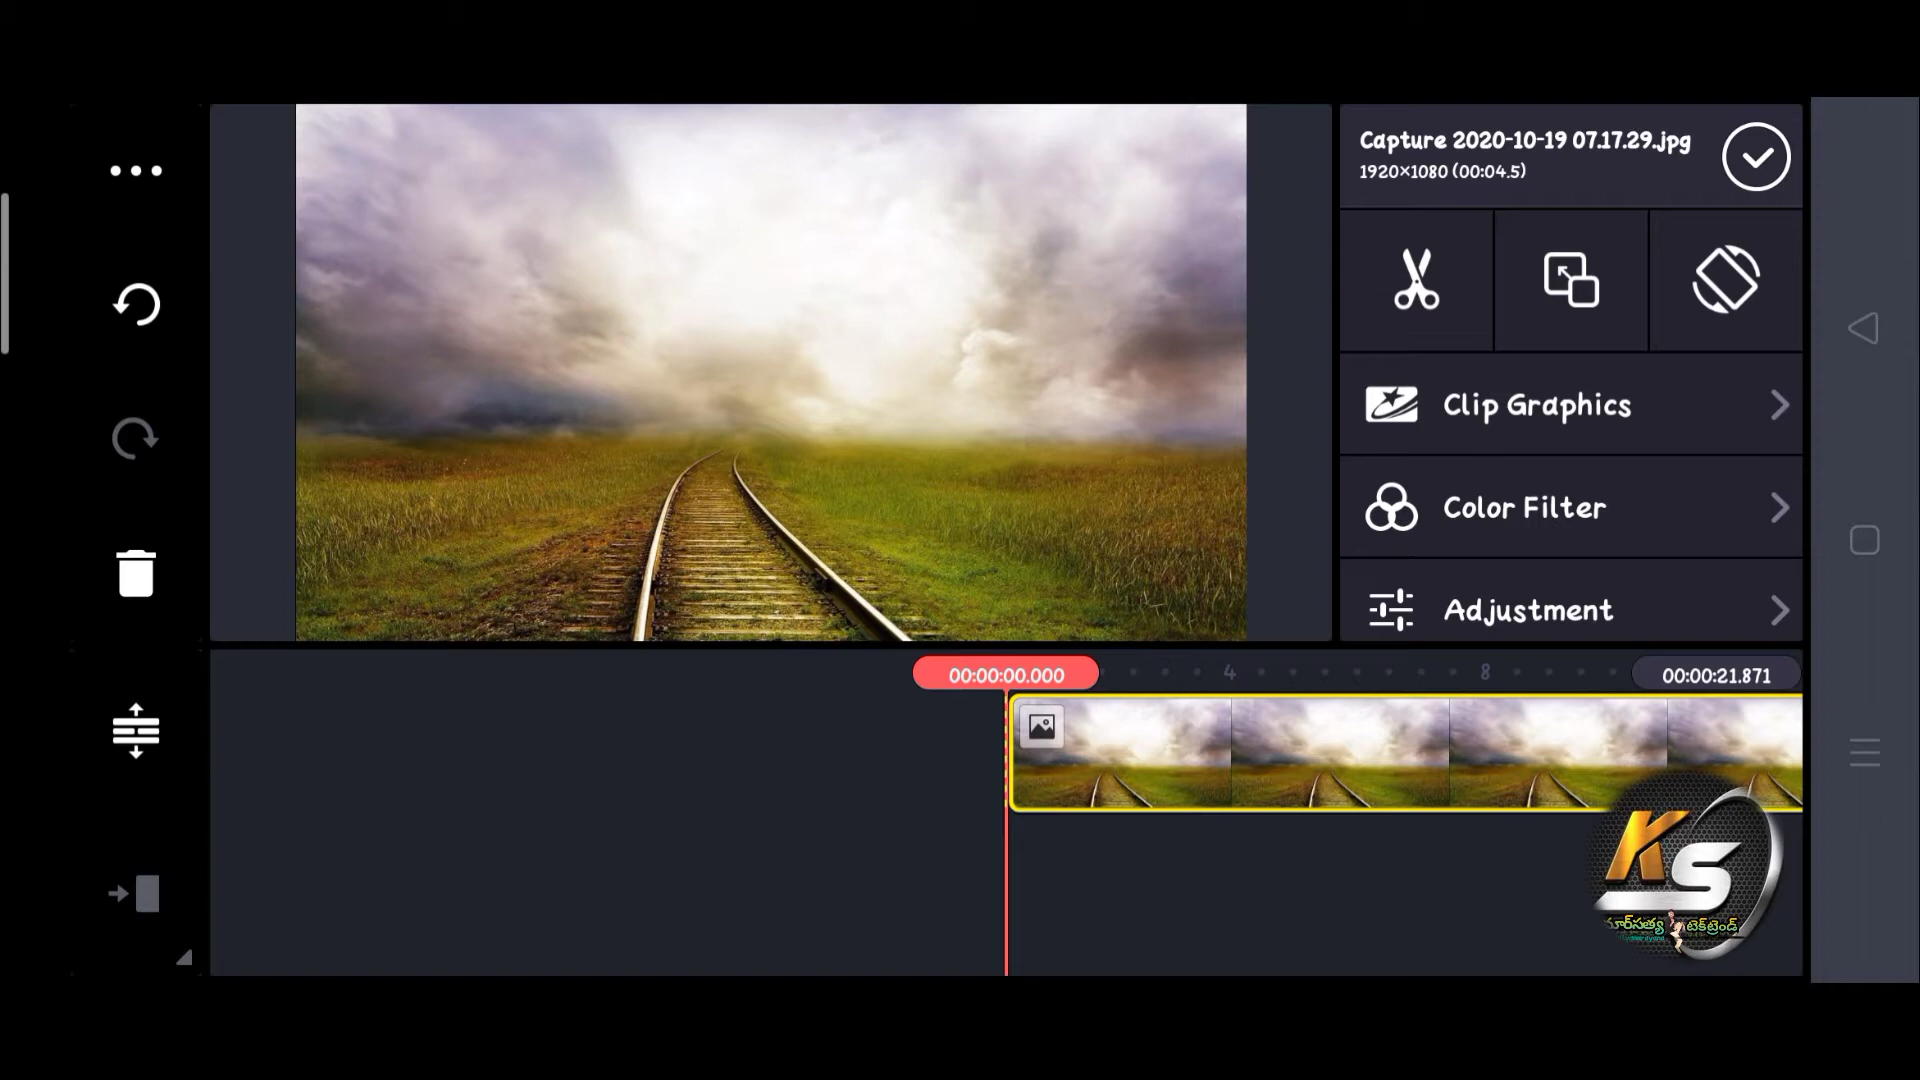 Capture 2020-10-19 07.17.29.jpg
1920×1080 (00:04.5)
Clip Graphics
Color Filter
Adjustment
00:00:00.000
4
8
00:00:21.871
KS
టెక్ట్రెండ్